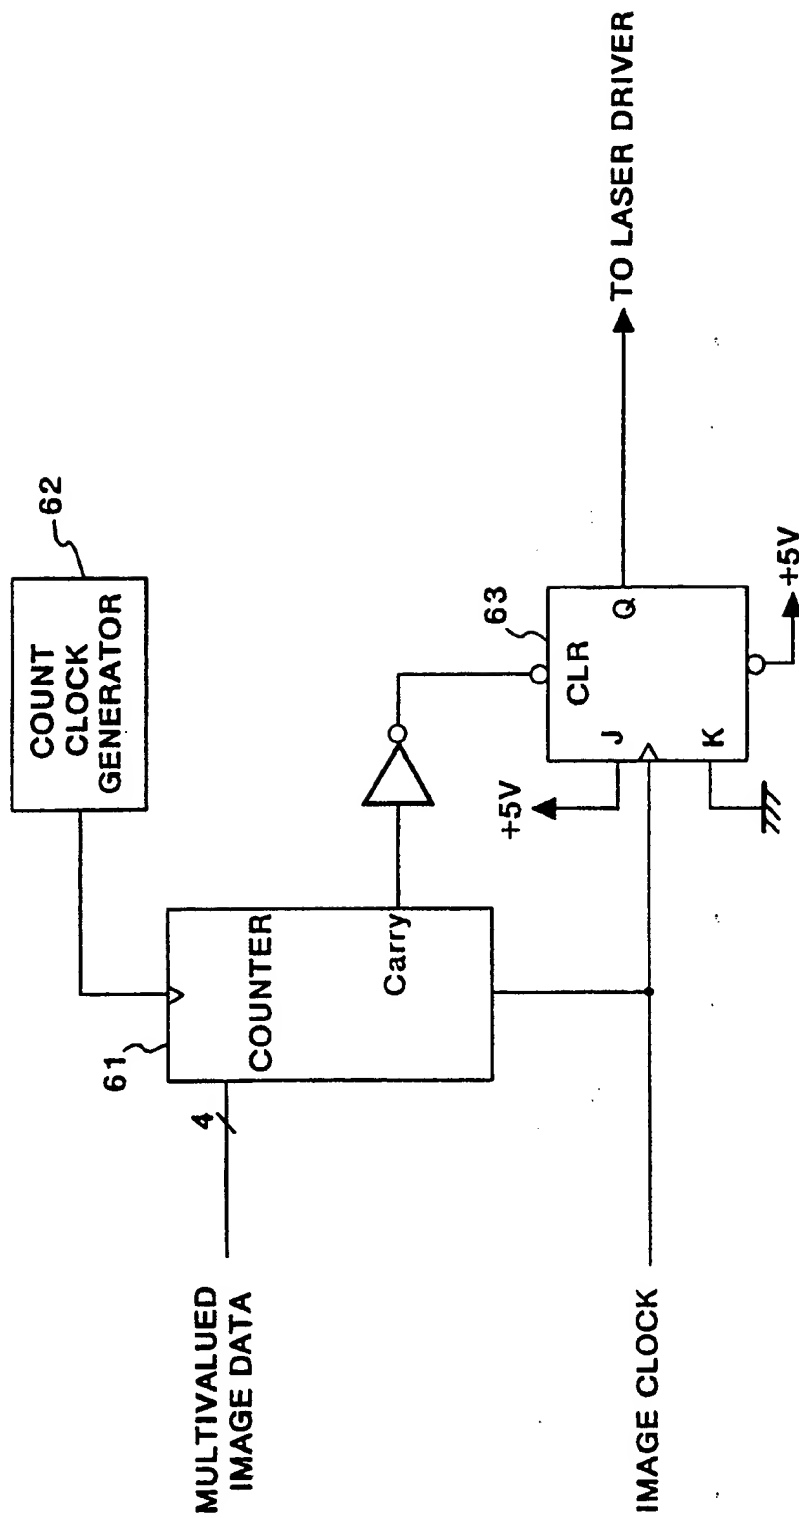 COUNT
CLOCK
GENERATOR
62
61
COUNTER
Carry
4
MULTIVALUED
IMAGE DATA
63
CLR
J
K
Q
+5V
+5V
TO LASER DRIVER
IMAGE CLOCK